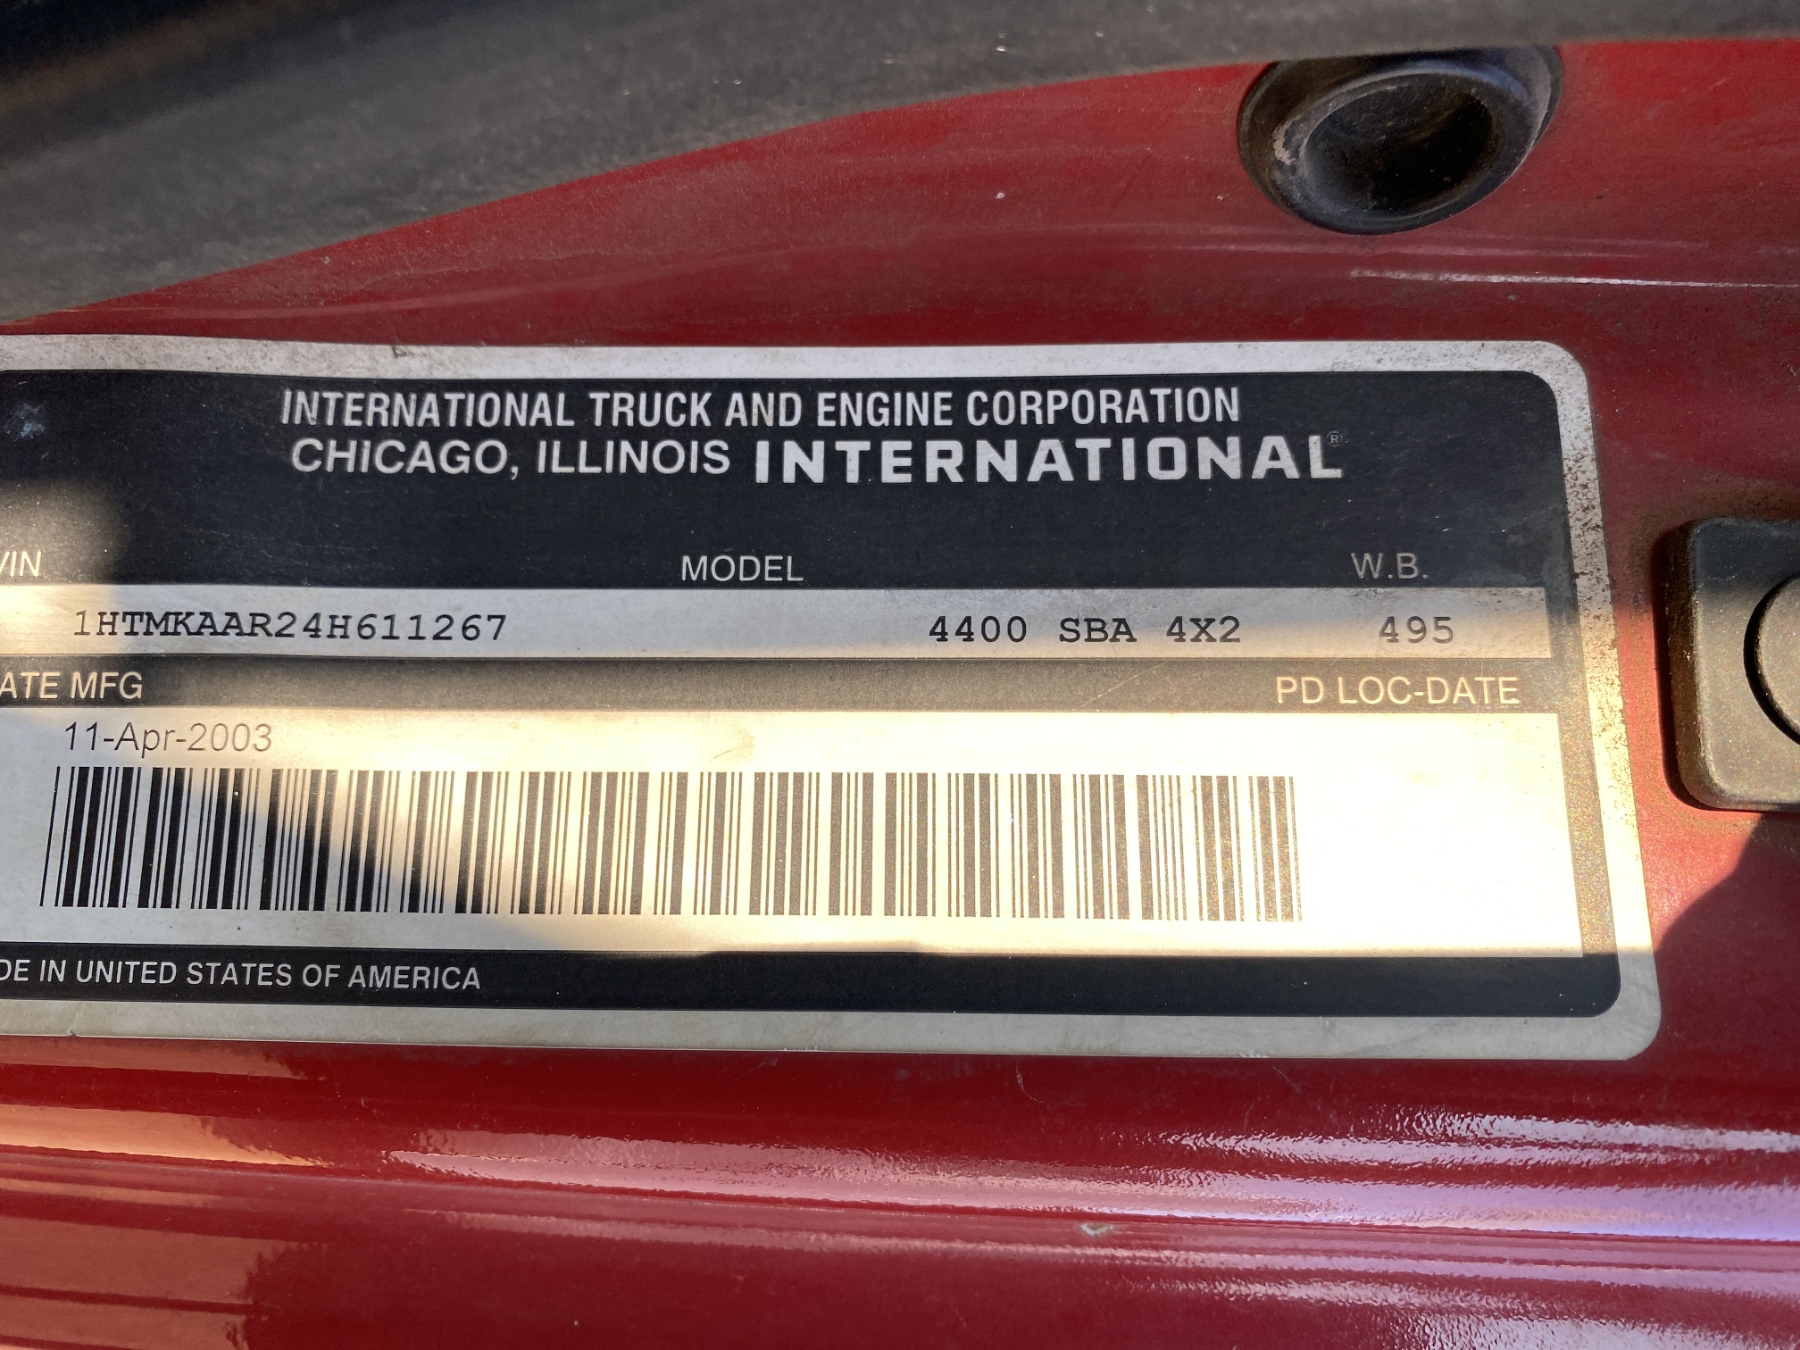 INTERNATIONAL TRUCK AND ENGINE CORPORATION
CHICAGO, ILLINOIS INTERNATIONAL®
VIN MODEL W.B.
1HTMKAAR24H611267 4400 SBA 4X2 495
ATE MFG PD LOC-DATE
11-Apr-2003
DE IN UNITED STATES OF AMERICA